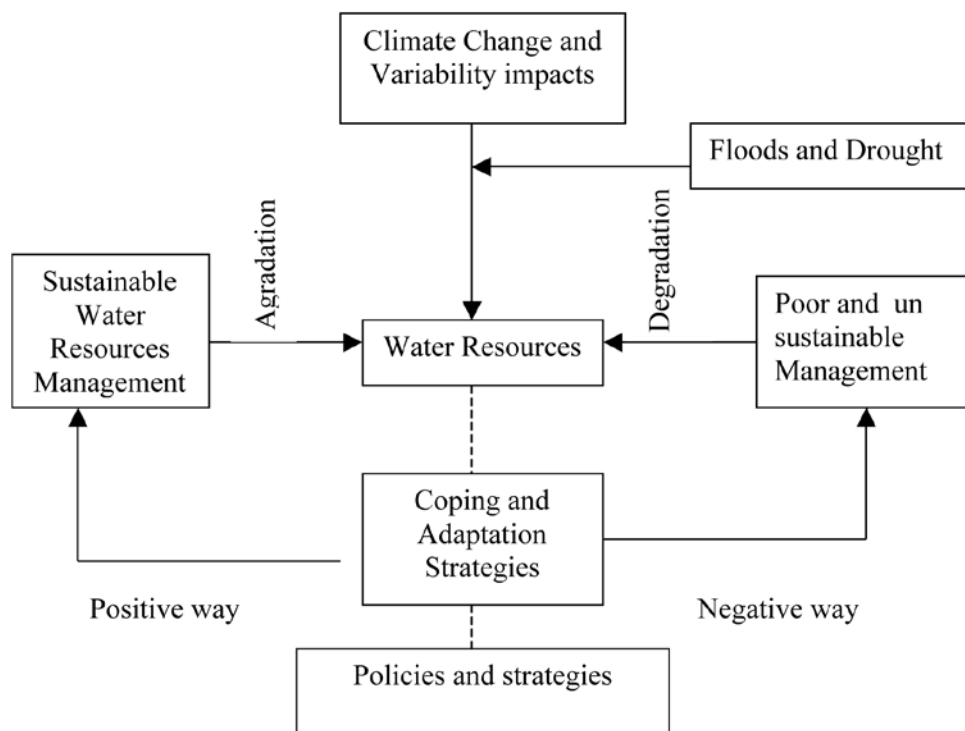 Climate Change and
Variability impacts
Floods and Drought
Agradation
Degradation
Sustainable
Water
Resources
Management
Water Resources
Poor and un
sustainable
Management
Coping and
Adaptation
Strategies
Positive way
Negative way
Policies and strategies